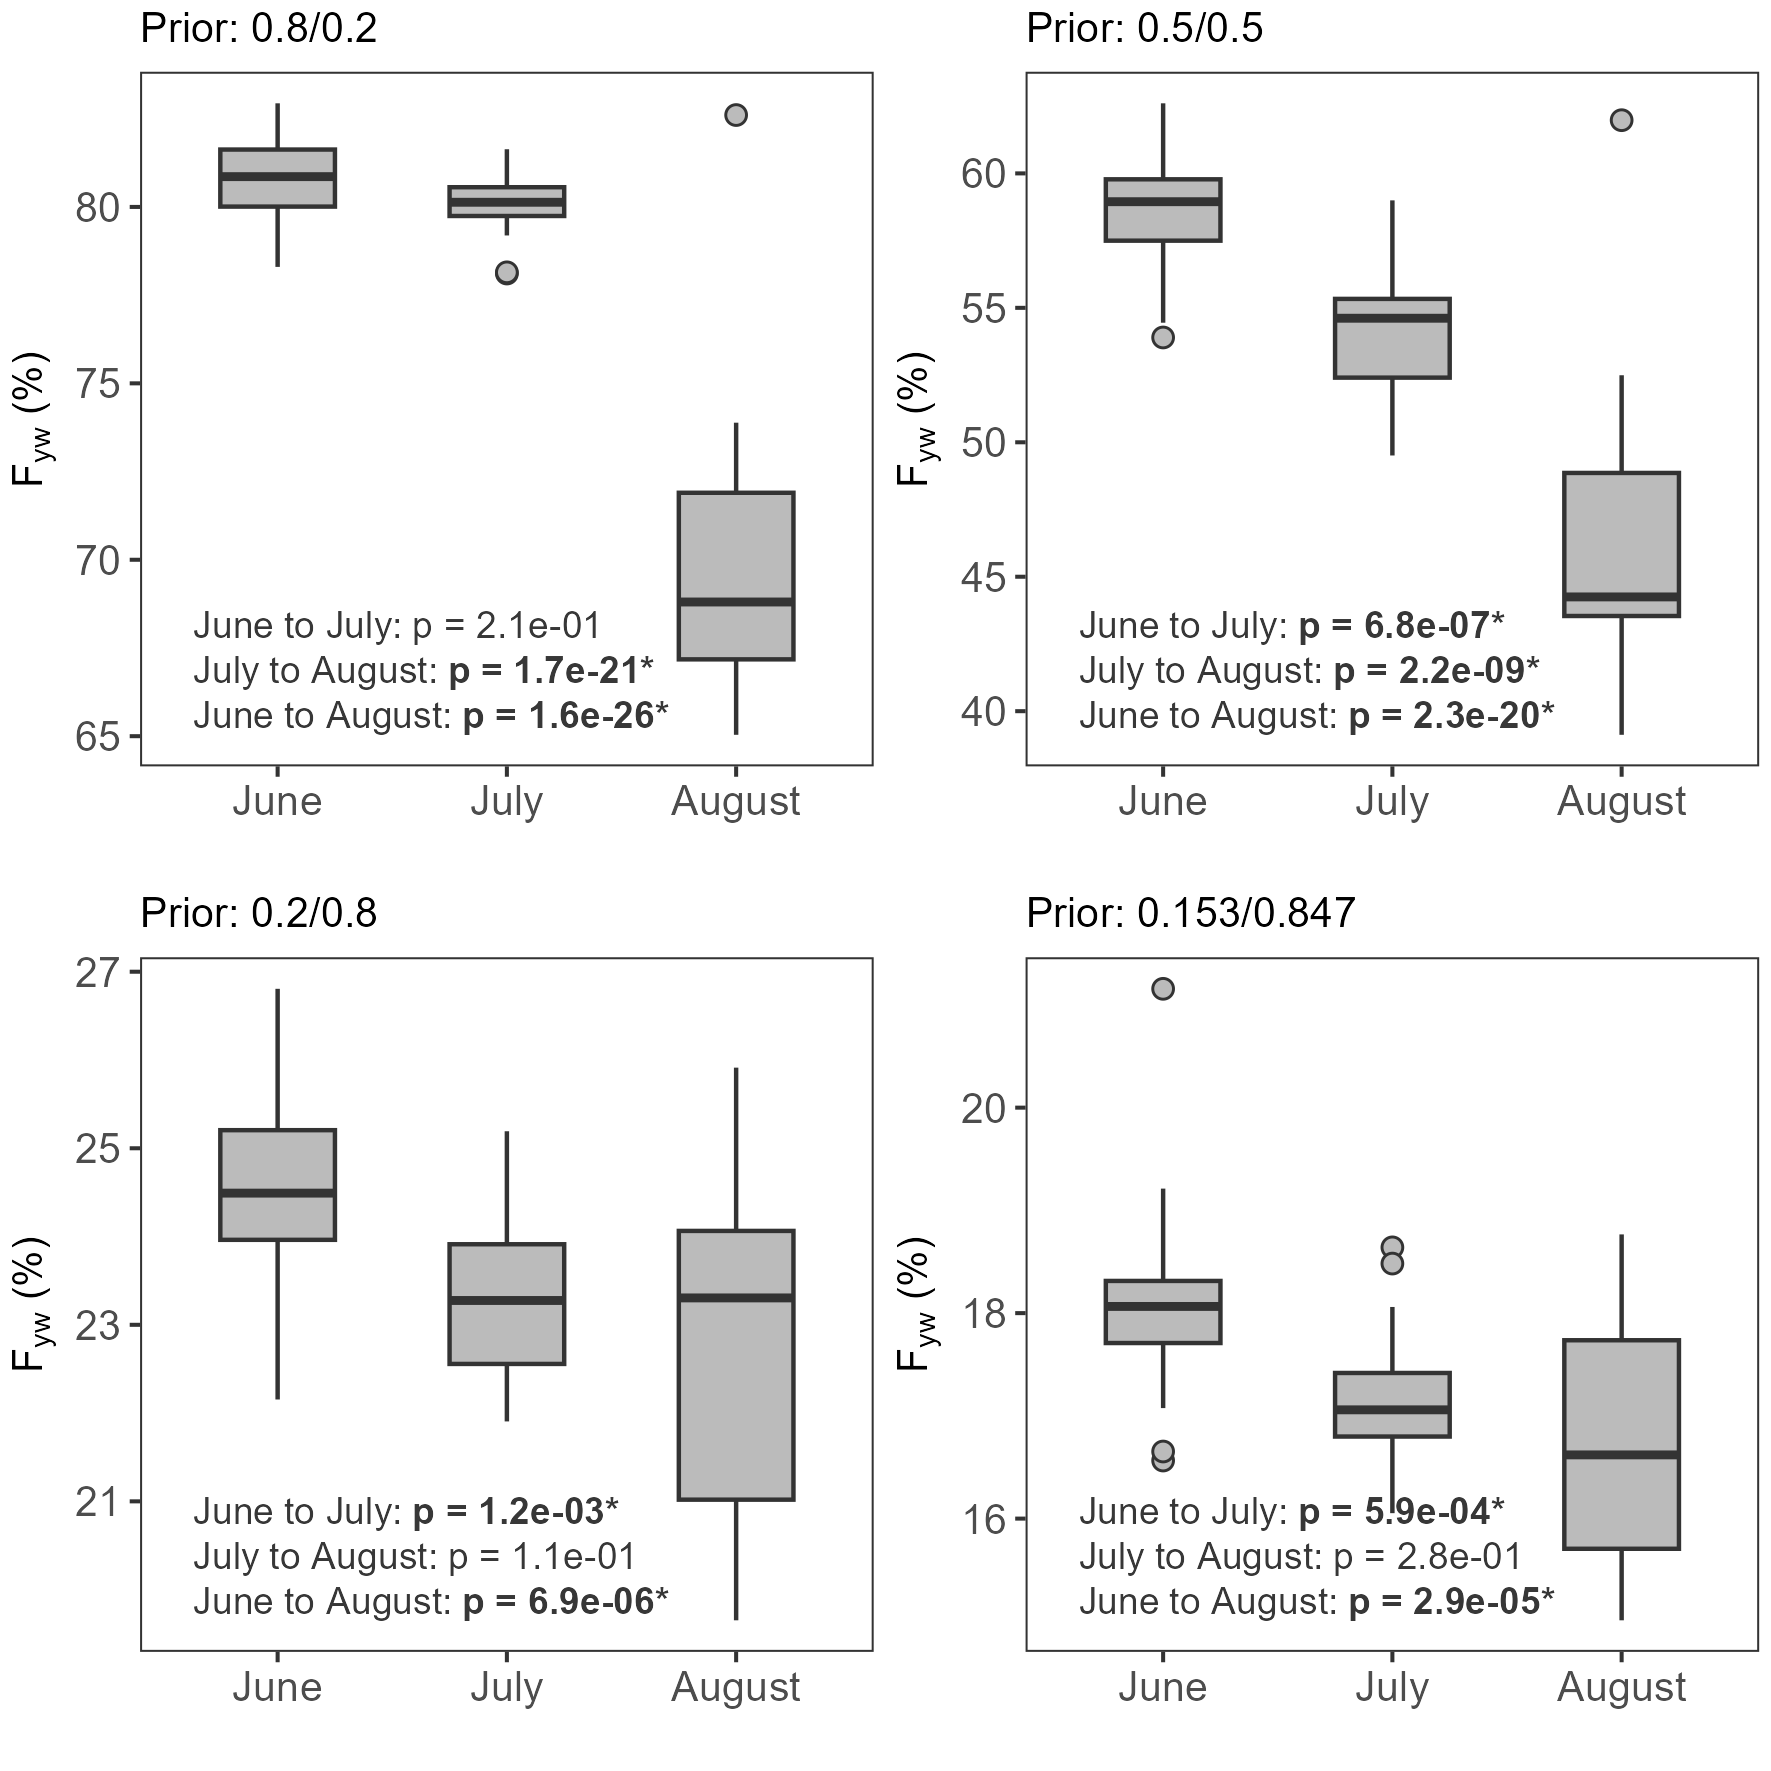 Prior: 0.8/0.2
F_yw (%)
80
75
70
65
June to July: p = 2.1e-01
July to August: p = 1.7e-21*
June to August: p = 1.6e-26*
June July August
Prior: 0.5/0.5
F_yw (%)
60
55
50
45
40
June to July: p = 6.8e-07*
July to August: p = 2.2e-09*
June to August: p = 2.3e-20*
June July August
Prior: 0.2/0.8
F_yw (%)
27
25
23
21
June to July: p = 1.2e-03*
July to August: p = 1.1e-01
June to August: p = 6.9e-06*
June July August
Prior: 0.153/0.847
F_yw (%)
20
18
16
June to July: p = 5.9e-04*
July to August: p = 2.8e-01
June to August: p = 2.9e-05*
June July August